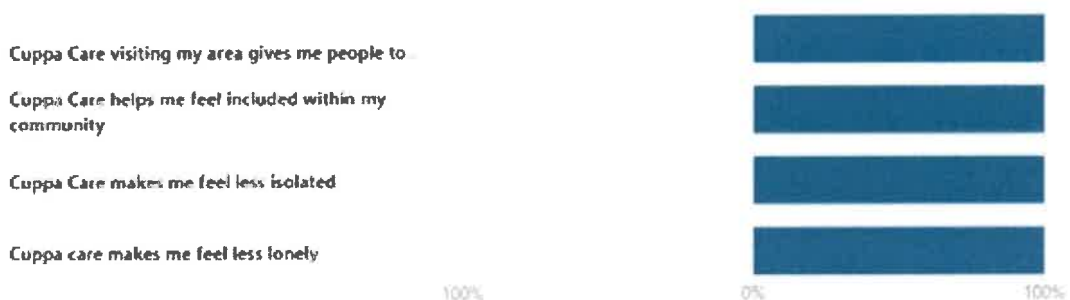 Cuppa Care visiting my area gives me people to
Cuppa Care helps me feel included within my
community
Cuppa Care makes me feel less isolated
Cuppa care makes me feel less lonely
100% 0% 100%